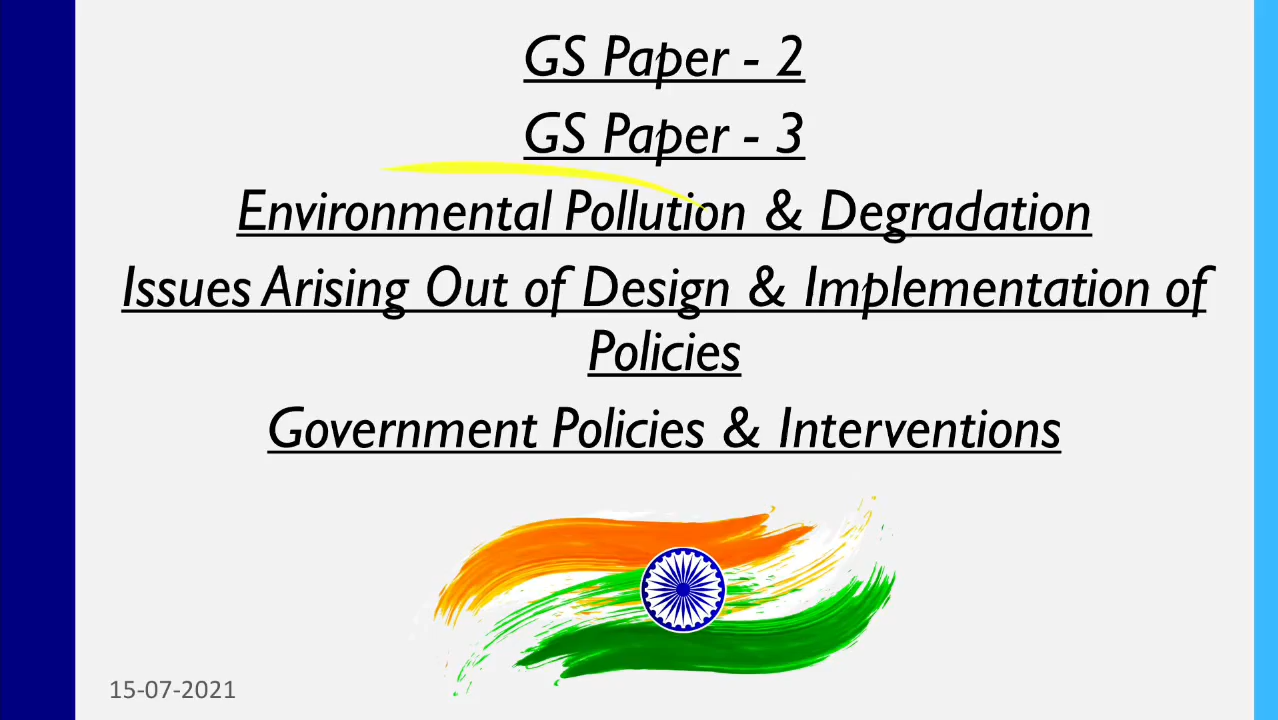 GS Paper - 2
GS Paper - 3
Environmental Pollution & Degradation
Issues Arising Out of Design & Implementation of
Policies
Government Policies & Interventions
15-07-2021